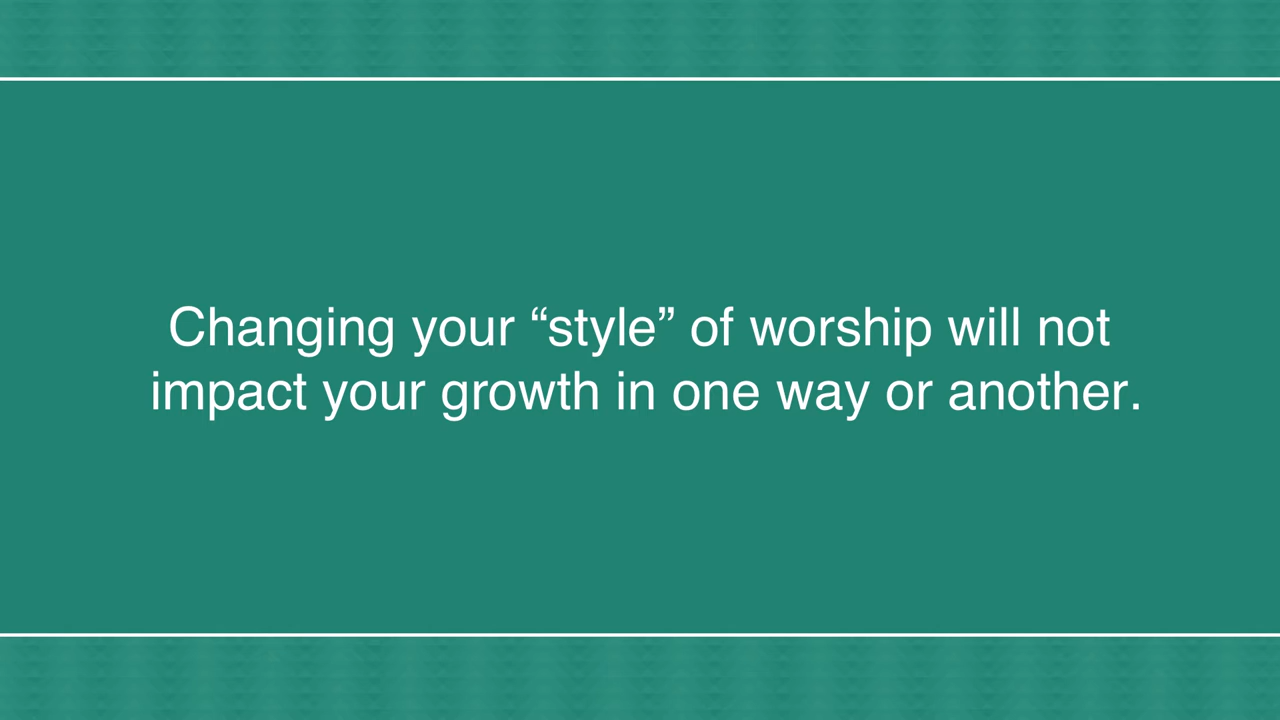 Changing your “style” of worship will not
impact your growth in one way or another.